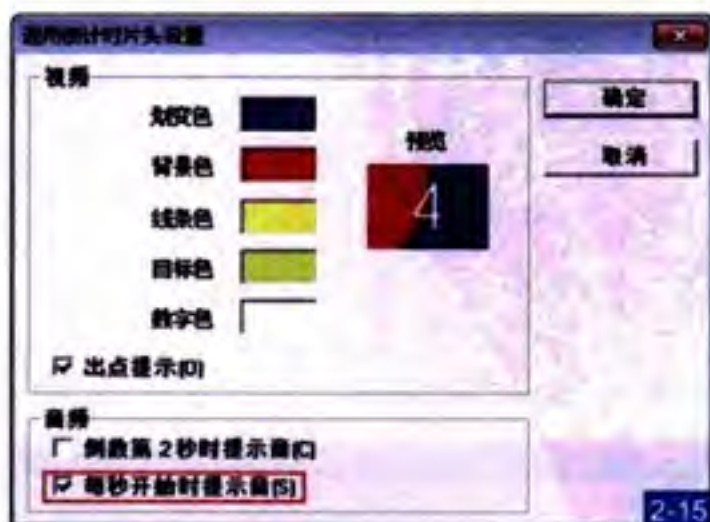 通用倒计时片头设置
视频
划变色
背景色
线条色
目标色
数字色
预览
4
确定
取消
出点提示(O)
音频
倒数第 2 秒时提示音(C)
每秒开始时提示音(S)
2-15